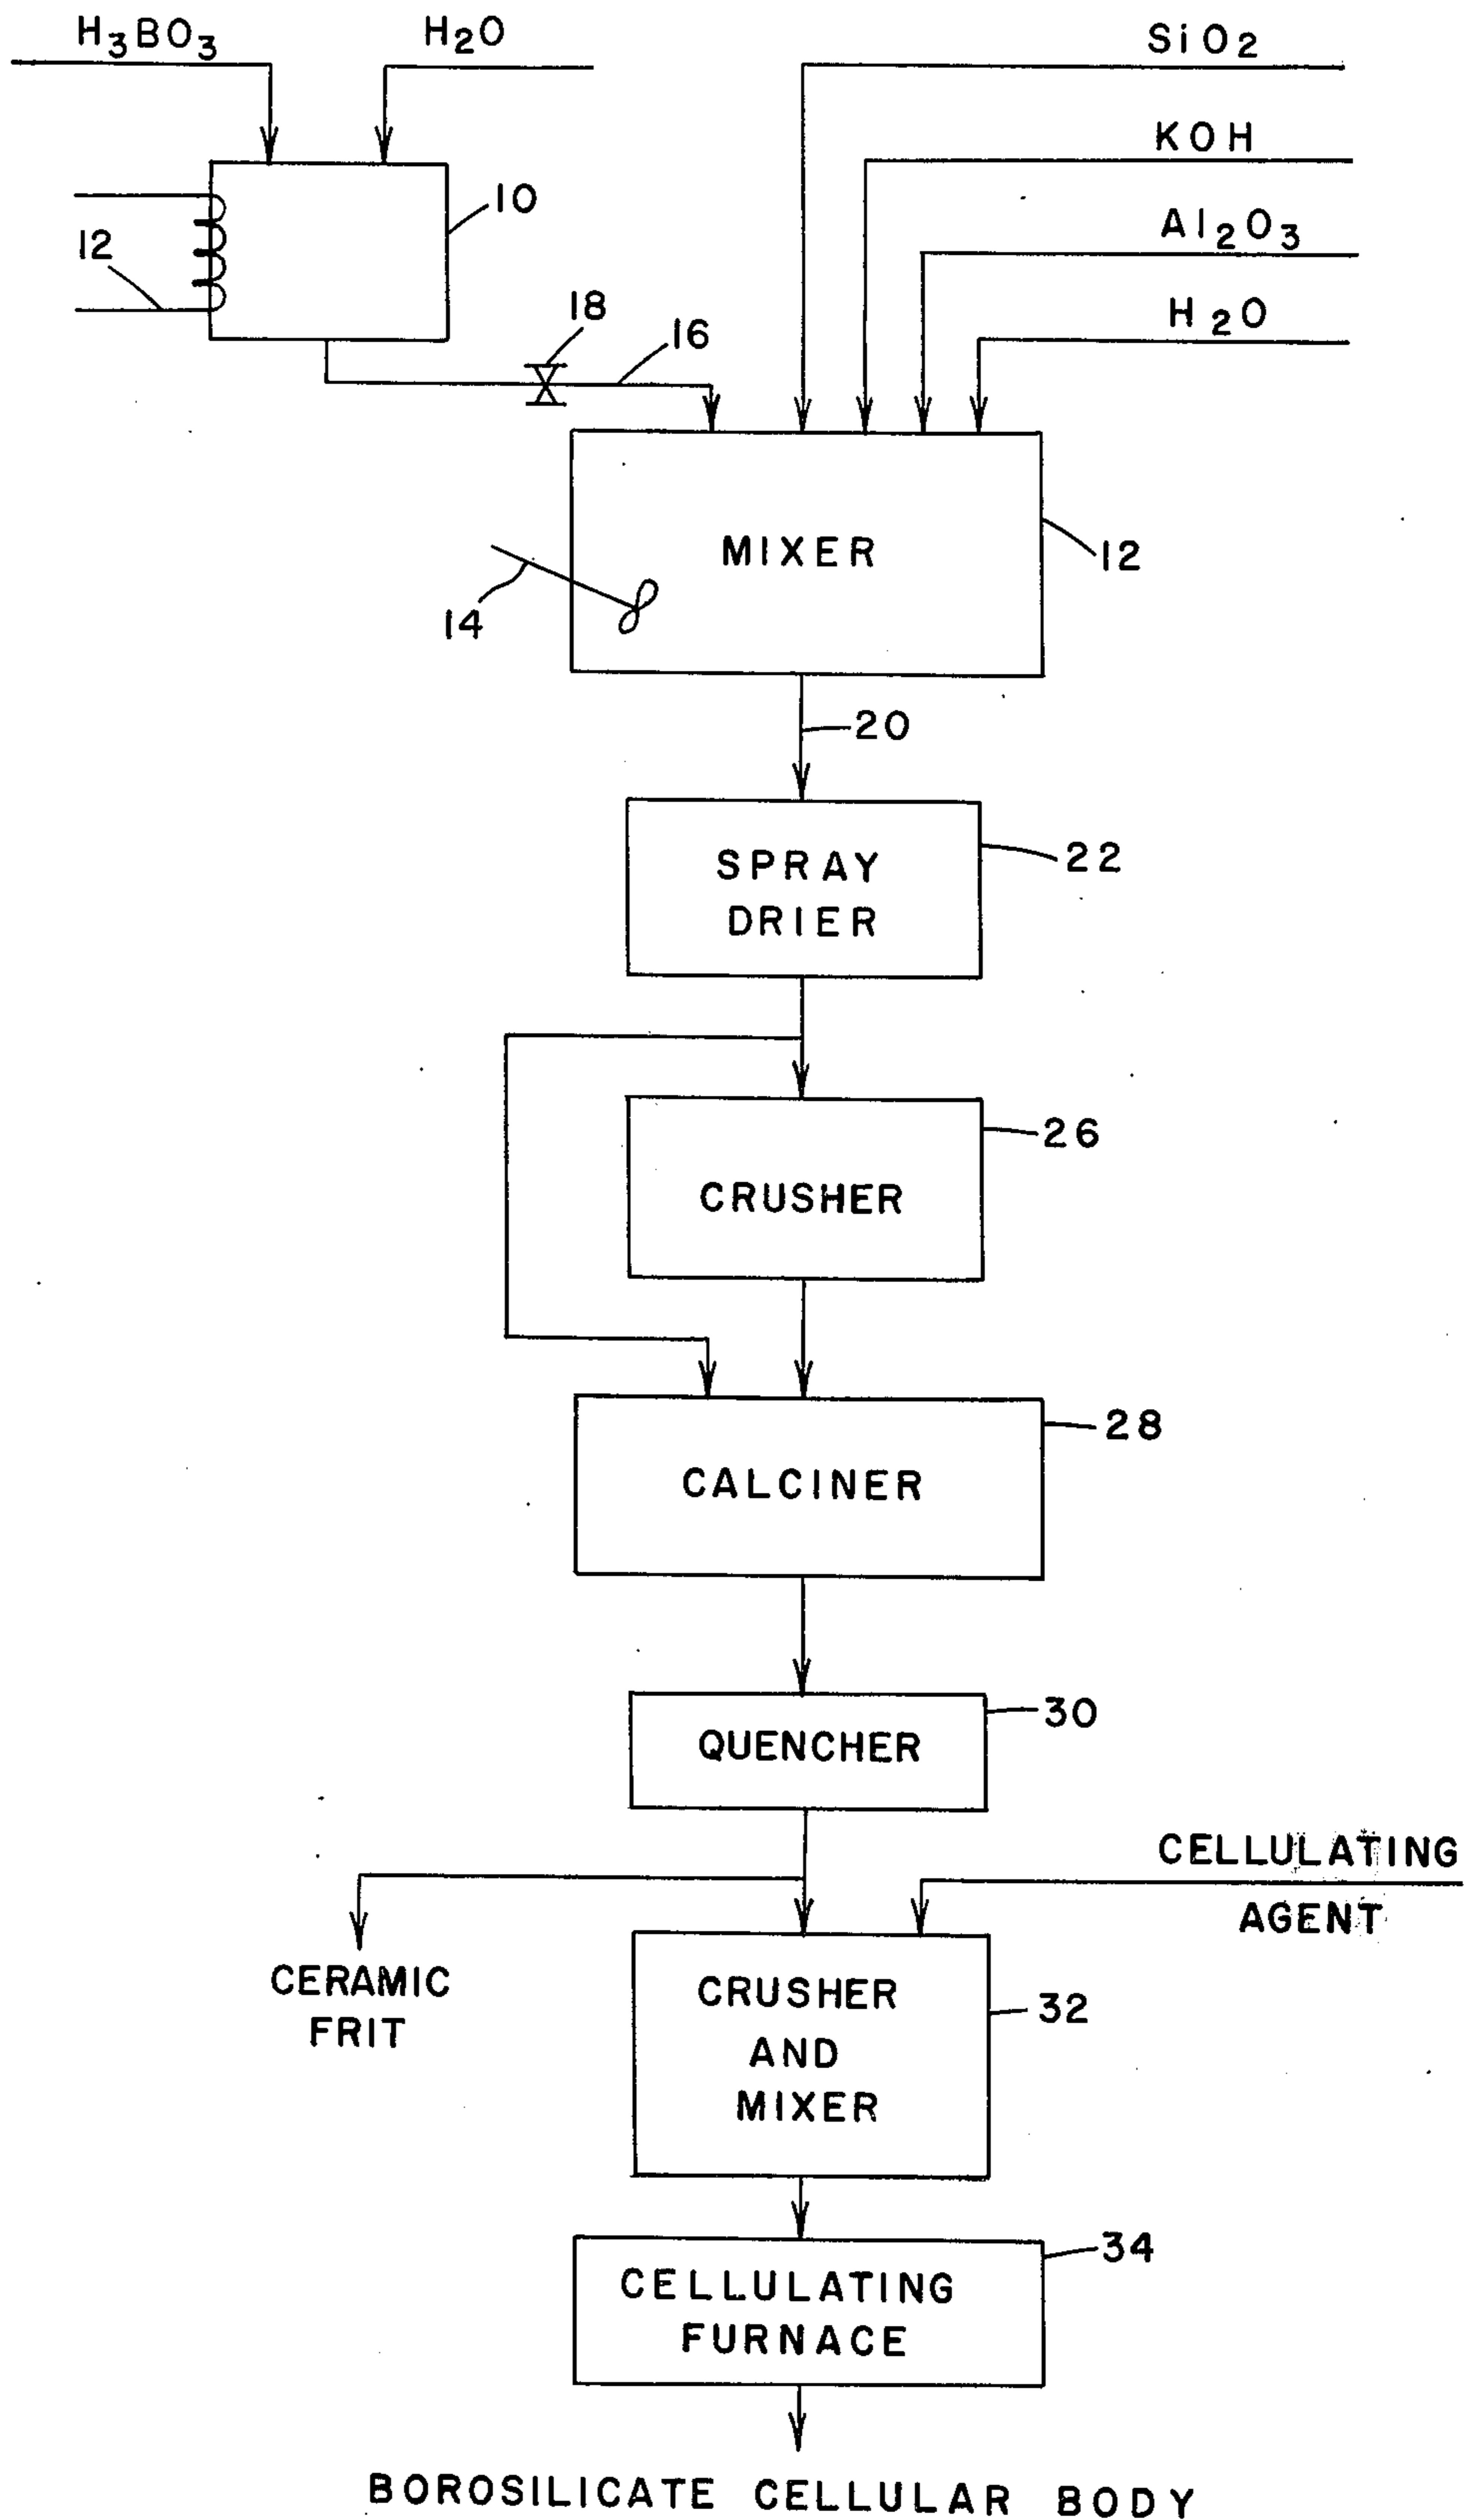 H3BO3
H2O
SiO2
KOH
Al2O3
H2O
10
12
18
16
MIXER
12
14
20
SPRAY
DRIER
22
26
CRUSHER
28
CALCINER
30
QUENCHER
CELLULATING
AGENT
CERAMIC
FRIT
CRUSHER
AND
MIXER
32
34
CELLULATING
FURNACE
BOROSILICATE CELLULAR BODY